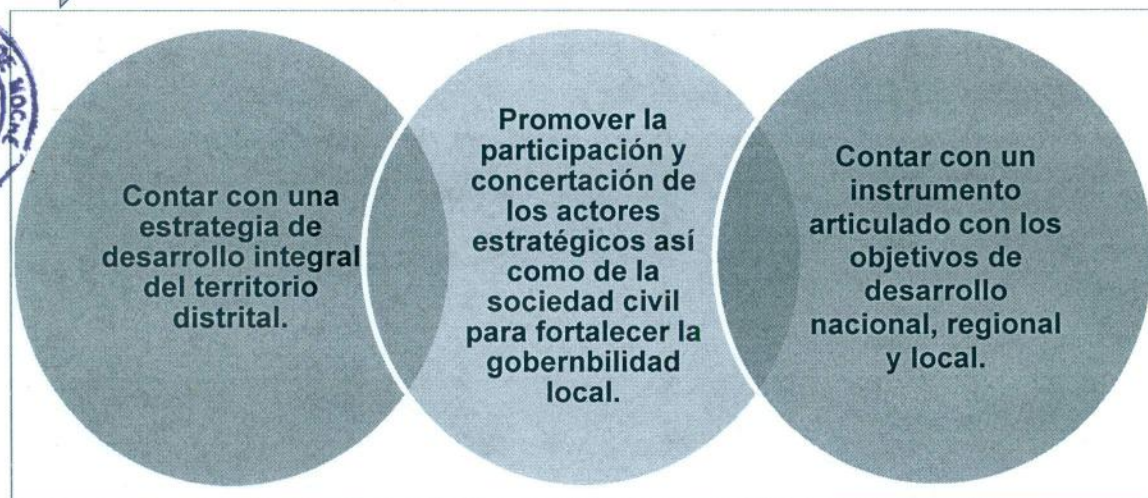 DE MOCHE
Contar con una
estrategia de
desarrollo integral
del territorio
distrital.
Promover la
participación y
concertación de
los actores
estratégicos así
como de la
sociedad civil
para fortalecer la
gobernbilidad
local.
Contar con un
instrumento
articulado con los
objetivos de
desarrollo
nacional, regional
y local.